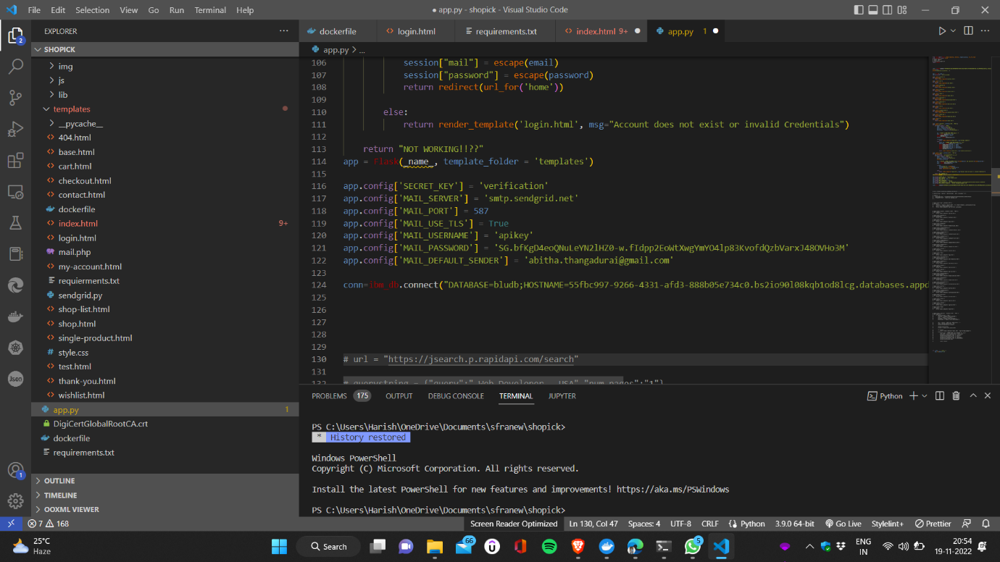 File Edit Selection View Go Run Terminal Help
● app.py - shopick - Visual Studio Code
EXPLORER
dockerfile
login.html
requirements.txt
index.html 9+
app.py 1
SHOPICK
app.py > ...
img
js
lib
templates
__pycache__
404.html
base.html
cart.html
checkout.html
contact.html
dockerfile
index.html 9+
login.html
mail.php
my-account.html
requierments.txt
sendgrid.py
shop-list.html
shop.html
single-product.html
style.css
test.html
thank-you.html
wishlist.html
app.py 1
DigiCertGlobalRootCA.crt
dockerfile
requirements.txt
OUTLINE
TIMELINE
OOXML VIEWER
106 session["mail"] = escape(email)
107 session["password"] = escape(password)
108 return redirect(url_for('home'))
109
110 else:
111 return render_template('login.html', msg="Account does not exist or invalid Credentials")
112
113 return "NOT WORKING!!??"
114 app = Flask(_name_, template_folder = 'templates')
115
116 app.config['SECRET_KEY'] = 'verification'
117 app.config['MAIL_SERVER'] = 'smtp.sendgrid.net'
118 app.config['MAIL_PORT'] = 587
119 app.config['MAIL_USE_TLS'] = True
120 app.config['MAIL_USERNAME'] = 'apikey'
121 app.config['MAIL_PASSWORD'] = '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'
122 app.config['MAIL_DEFAULT_SENDER'] = 'abitha.thangadurai@gmail.com'
123
124 conn=ibm_db.connect("DATABASE=bludb;HOSTNAME=55fbc997-9266-4331-afd3-888b05e734c0.bs2io90l08kqb1od8lcg.databases.appd
125
126
127
128
129
130 # url = "https://jsearch.p.rapidapi.com/search"
131
132 # querystring = {"query":" Web Developer USA" "num_pages":"1"}
PROBLEMS 175 OUTPUT DEBUG CONSOLE TERMINAL JUPYTER
Python
PS C:\Users\Harish\OneDrive\Documents\sfranew\shopick>
* History restored
Windows PowerShell
Copyright (C) Microsoft Corporation. All rights reserved.
Install the latest PowerShell for new features and improvements! https://aka.ms/PSWindows
PS C:\Users\Harish\OneDrive\Documents\sfranew\shopick>
7 168
Screen Reader Optimized Ln 130, Col 47 Spaces: 4 UTF-8 CRLF Python 3.9.0 64-bit Go Live Stylelint+ Prettier
25°C
Haze
Search
66
5
ENG
IN
20:54
19-11-2022